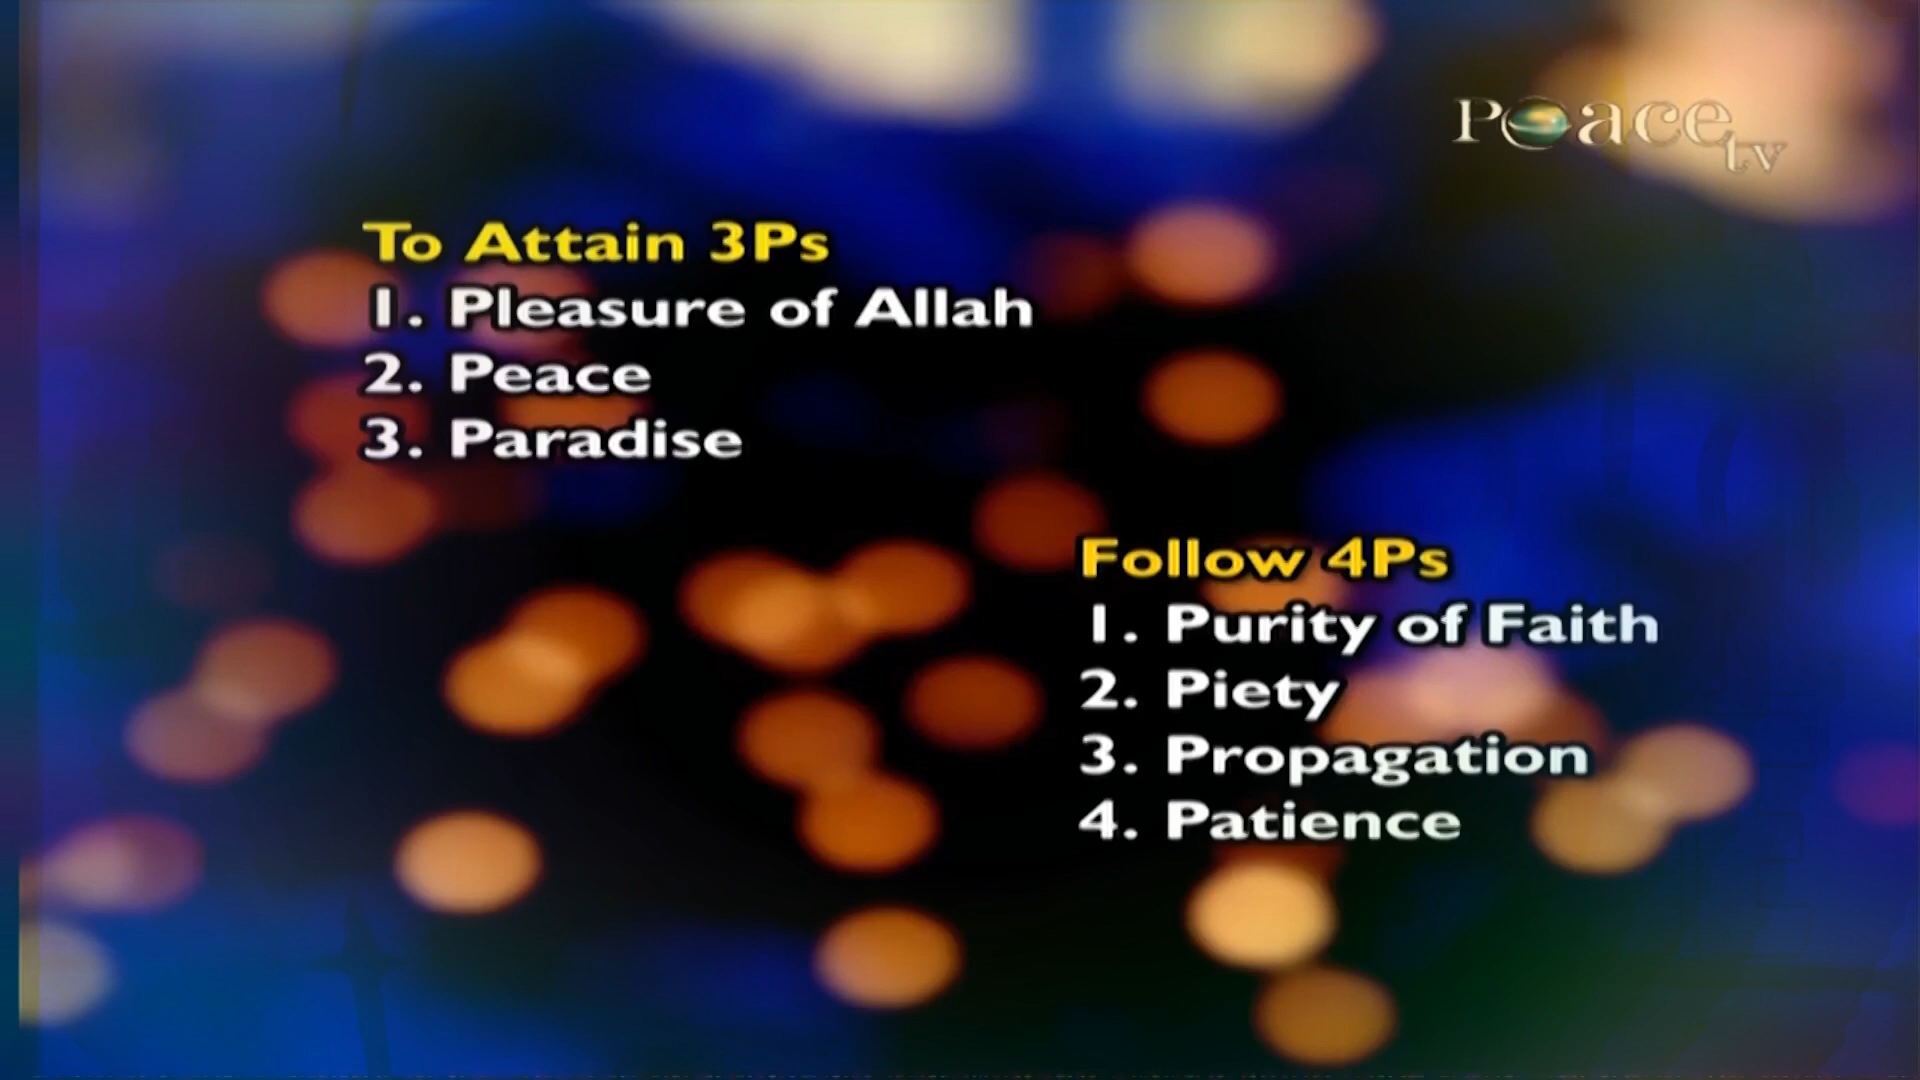 Peace tv
To Attain 3Ps
1. Pleasure of Allah
2. Peace
3. Paradise
Follow 4Ps
1. Purity of Faith
2. Piety
3. Propagation
4. Patience